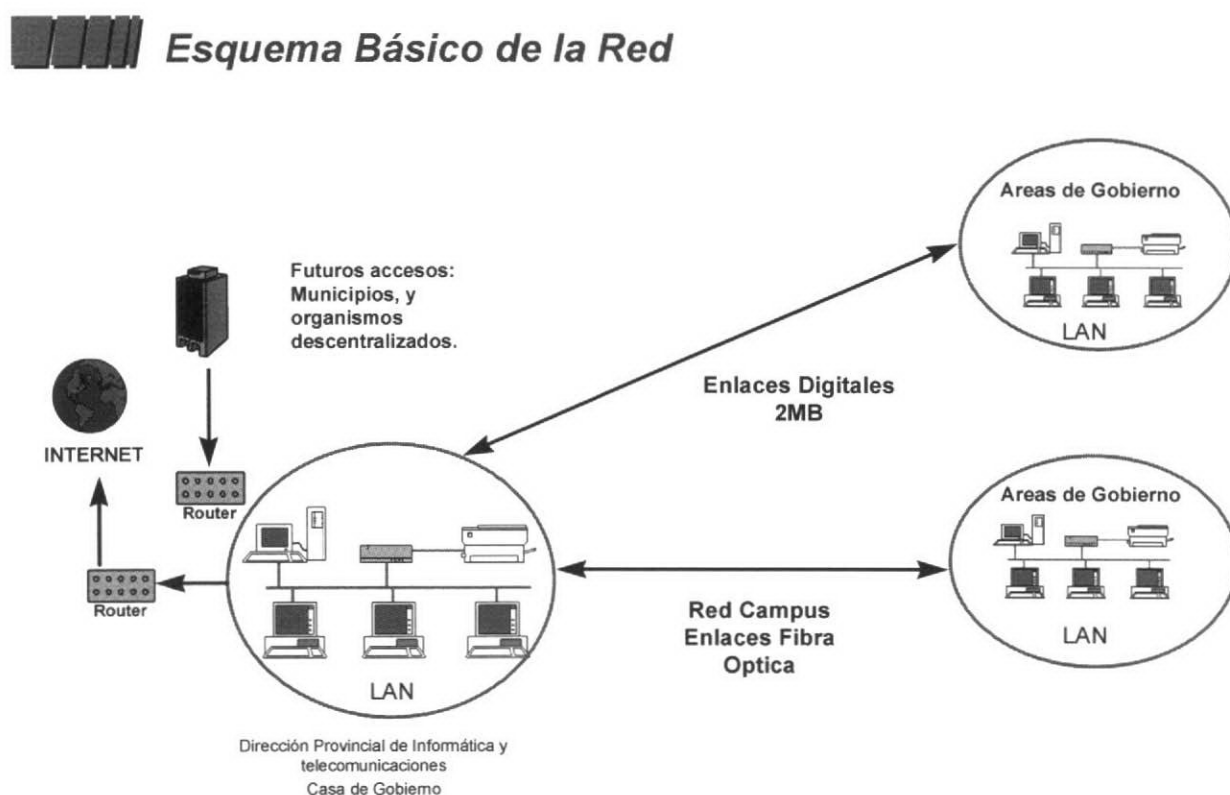 Esquema Básico de la Red
Areas de Gobierno
LAN
Futuros accesos:
Municipios, y
organismos
descentralizados.
Enlaces Digitales
2MB
INTERNET
Router
Router
Areas de Gobierno
LAN
Red Campus
Enlaces Fibra
Optica
LAN
Dirección Provincial de Informática y
telecomunicaciones
Casa de Gobierno